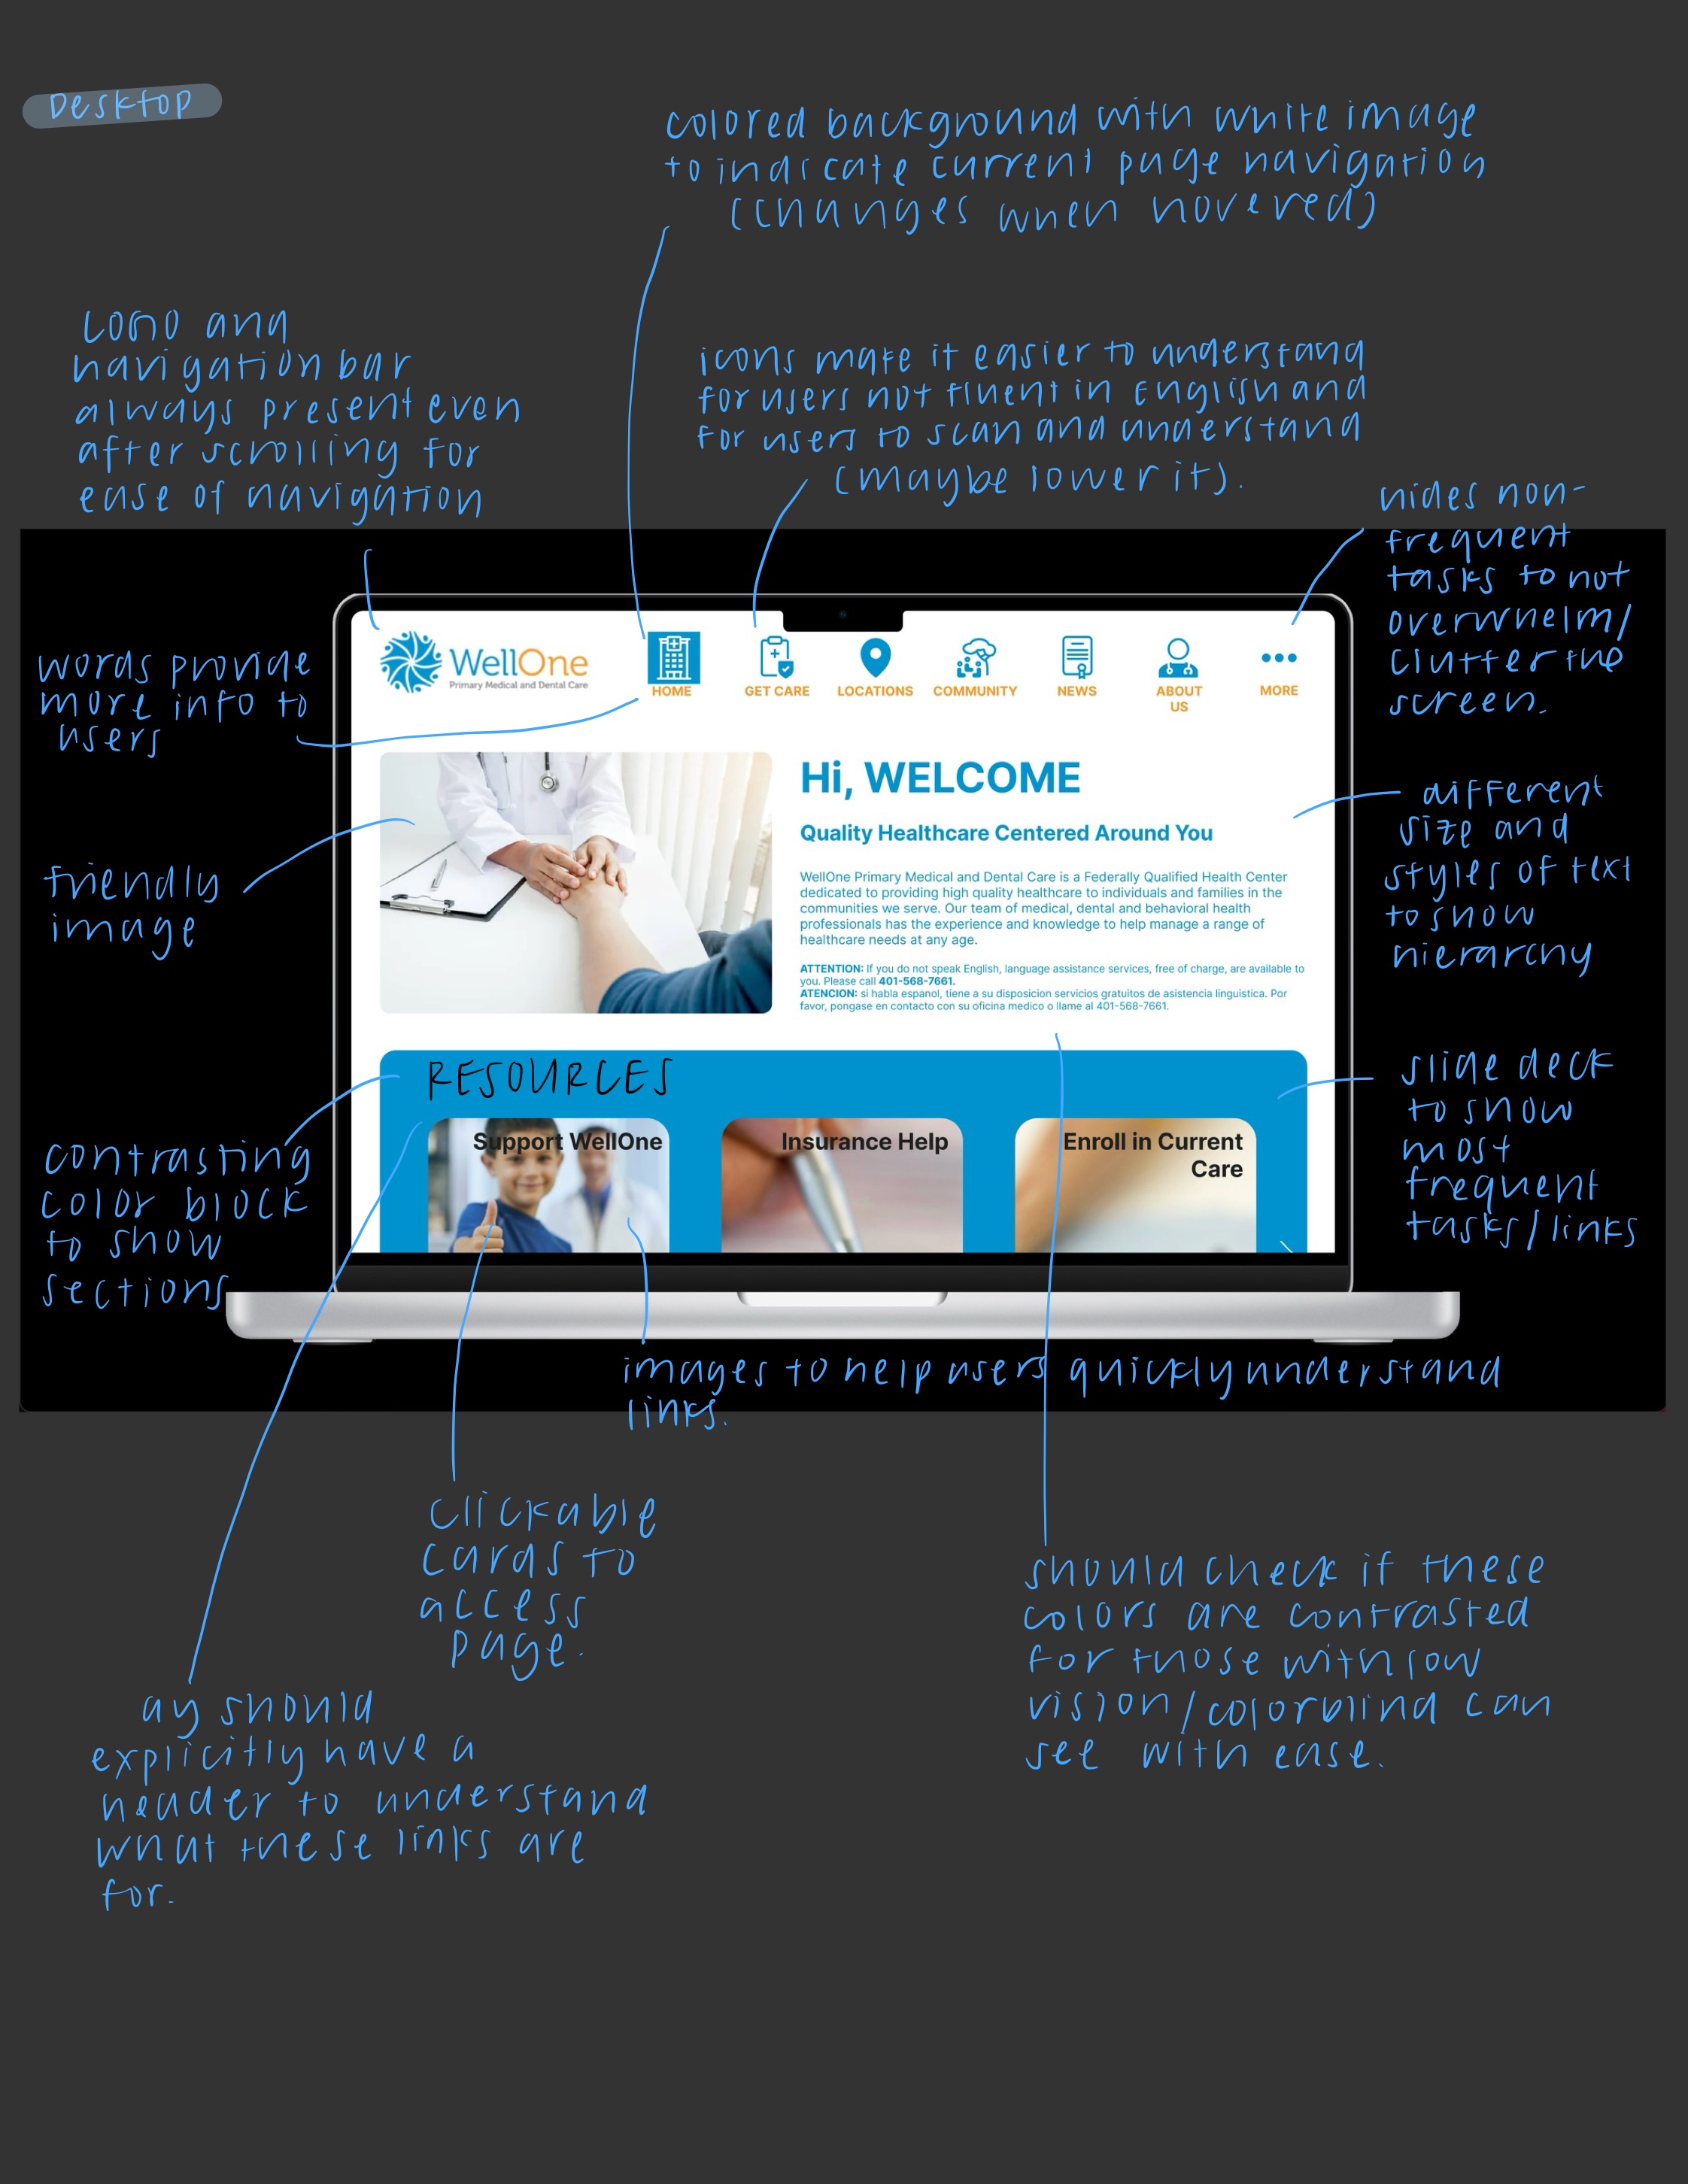 Desktop
colored background with white image
to indicate current page navigation
(changes when hovered)
Logo and
navigation bar
always present even
after scrolling for
ease of navigation
icons make it easier to understand
for users not fluent in English and
for users to scan and understand
(maybe lower it).
hides non-
frequent
tasks to not
overwhelm/
clutter the
screen.
words provide
more info to
users
WellOne
Primary Medical and Dental Care
HOME
GET CARE
LOCATIONS
COMMUNITY
NEWS
ABOUT
US
MORE
friendly
image
Hi, WELCOME
Quality Healthcare Centered Around You
WellOne Primary Medical and Dental Care is a Federally Qualified Health Center
dedicated to providing high quality healthcare to individuals and families in the
communities we serve. Our team of medical, dental and behavioral health
professionals has the experience and knowledge to help manage a range of
healthcare needs at any age.
ATTENTION: If you do not speak English, language assistance services, free of charge, are available to
you. Please call 401-568-7661.
ATENCION: si habla espanol, tiene a su disposicion servicios gratuitos de asistencia linguistica. Por
favor, pongase en contacto con su oficina medico o llame al 401-568-7661.
different
size and
styles of text
to show
hierarchy
contrasting
color block
to show
sections
RESOURCES
Support WellOne
Insurance Help
Enroll in Current
Care
slide deck
to show
most
frequent
tasks/links
images to help users quickly understand
links.
clickable
cards to
access
page.
should check if these
colors are contrasted
for those with low
vision/colorblind can
see with ease.
ay should
explicitly have a
header to understand
what these links are
for.